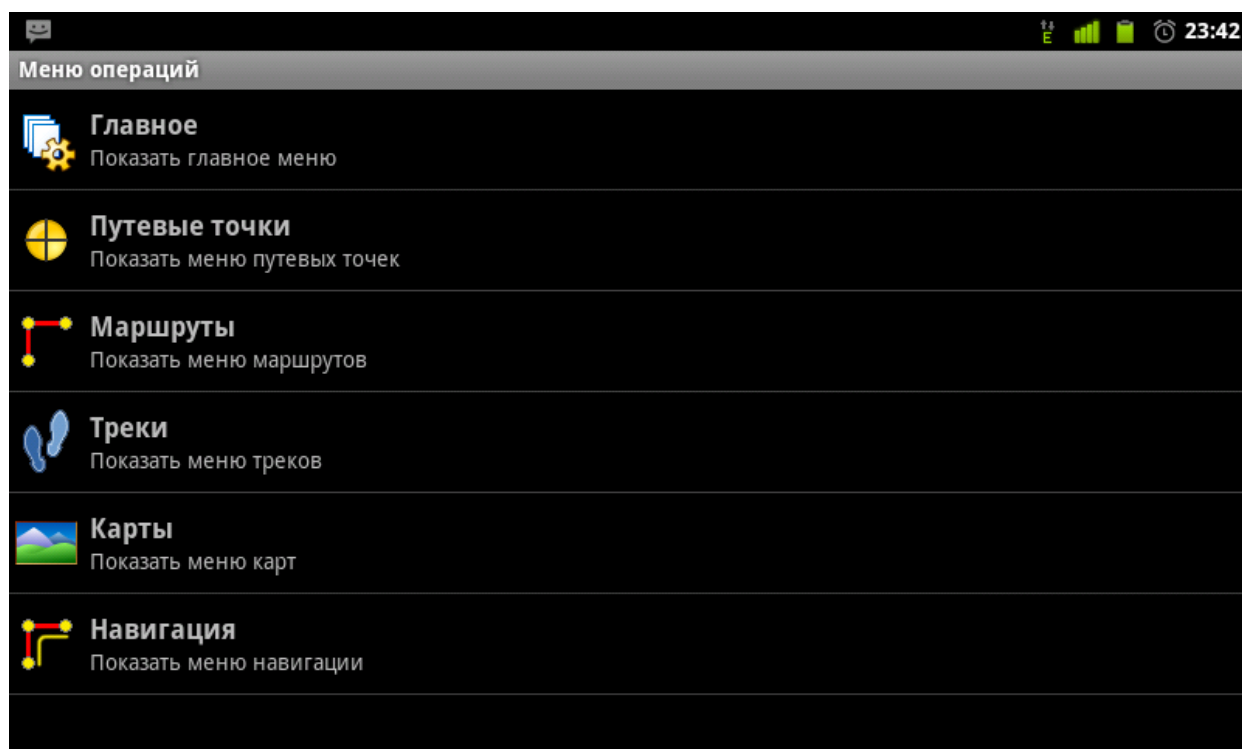 E 23:42
Меню операций
Главное
Показать главное меню
Путевые точки
Показать меню путевых точек
Маршруты
Показать меню маршрутов
Треки
Показать меню треков
Карты
Показать меню карт
Навигация
Показать меню навигации